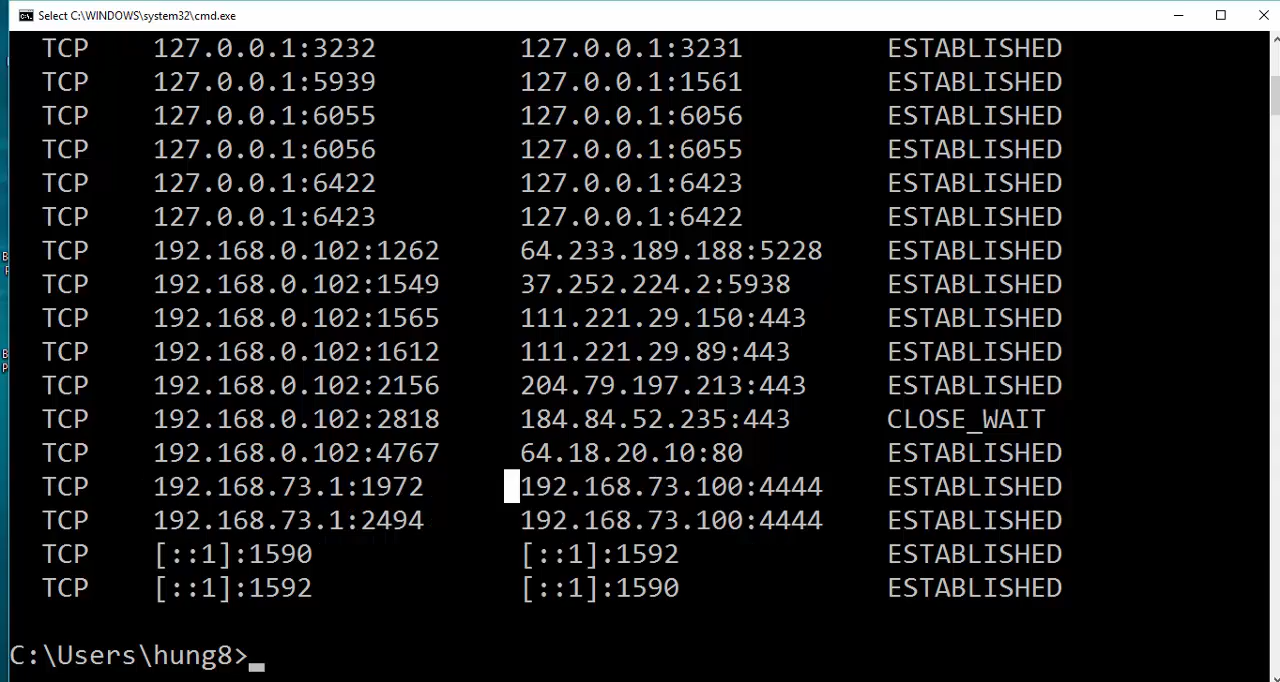 Select C:\WINDOWS\system32\cmd.exe
TCP 127.0.0.1:3232 127.0.0.1:3231 ESTABLISHED
TCP 127.0.0.1:5939 127.0.0.1:1561 ESTABLISHED
TCP 127.0.0.1:6055 127.0.0.1:6056 ESTABLISHED
TCP 127.0.0.1:6056 127.0.0.1:6055 ESTABLISHED
TCP 127.0.0.1:6422 127.0.0.1:6423 ESTABLISHED
TCP 127.0.0.1:6423 127.0.0.1:6422 ESTABLISHED
TCP 192.168.0.102:1262 64.233.189.188:5228 ESTABLISHED
TCP 192.168.0.102:1549 37.252.224.2:5938 ESTABLISHED
TCP 192.168.0.102:1565 111.221.29.150:443 ESTABLISHED
TCP 192.168.0.102:1612 111.221.29.89:443 ESTABLISHED
TCP 192.168.0.102:2156 204.79.197.213:443 ESTABLISHED
TCP 192.168.0.102:2818 184.84.52.235:443 CLOSE_WAIT
TCP 192.168.0.102:4767 64.18.20.10:80 ESTABLISHED
TCP 192.168.73.1:1972 192.168.73.100:4444 ESTABLISHED
TCP 192.168.73.1:2494 192.168.73.100:4444 ESTABLISHED
TCP [::1]:1590 [::1]:1592 ESTABLISHED
TCP [::1]:1592 [::1]:1590 ESTABLISHED
C:\Users\hung8>